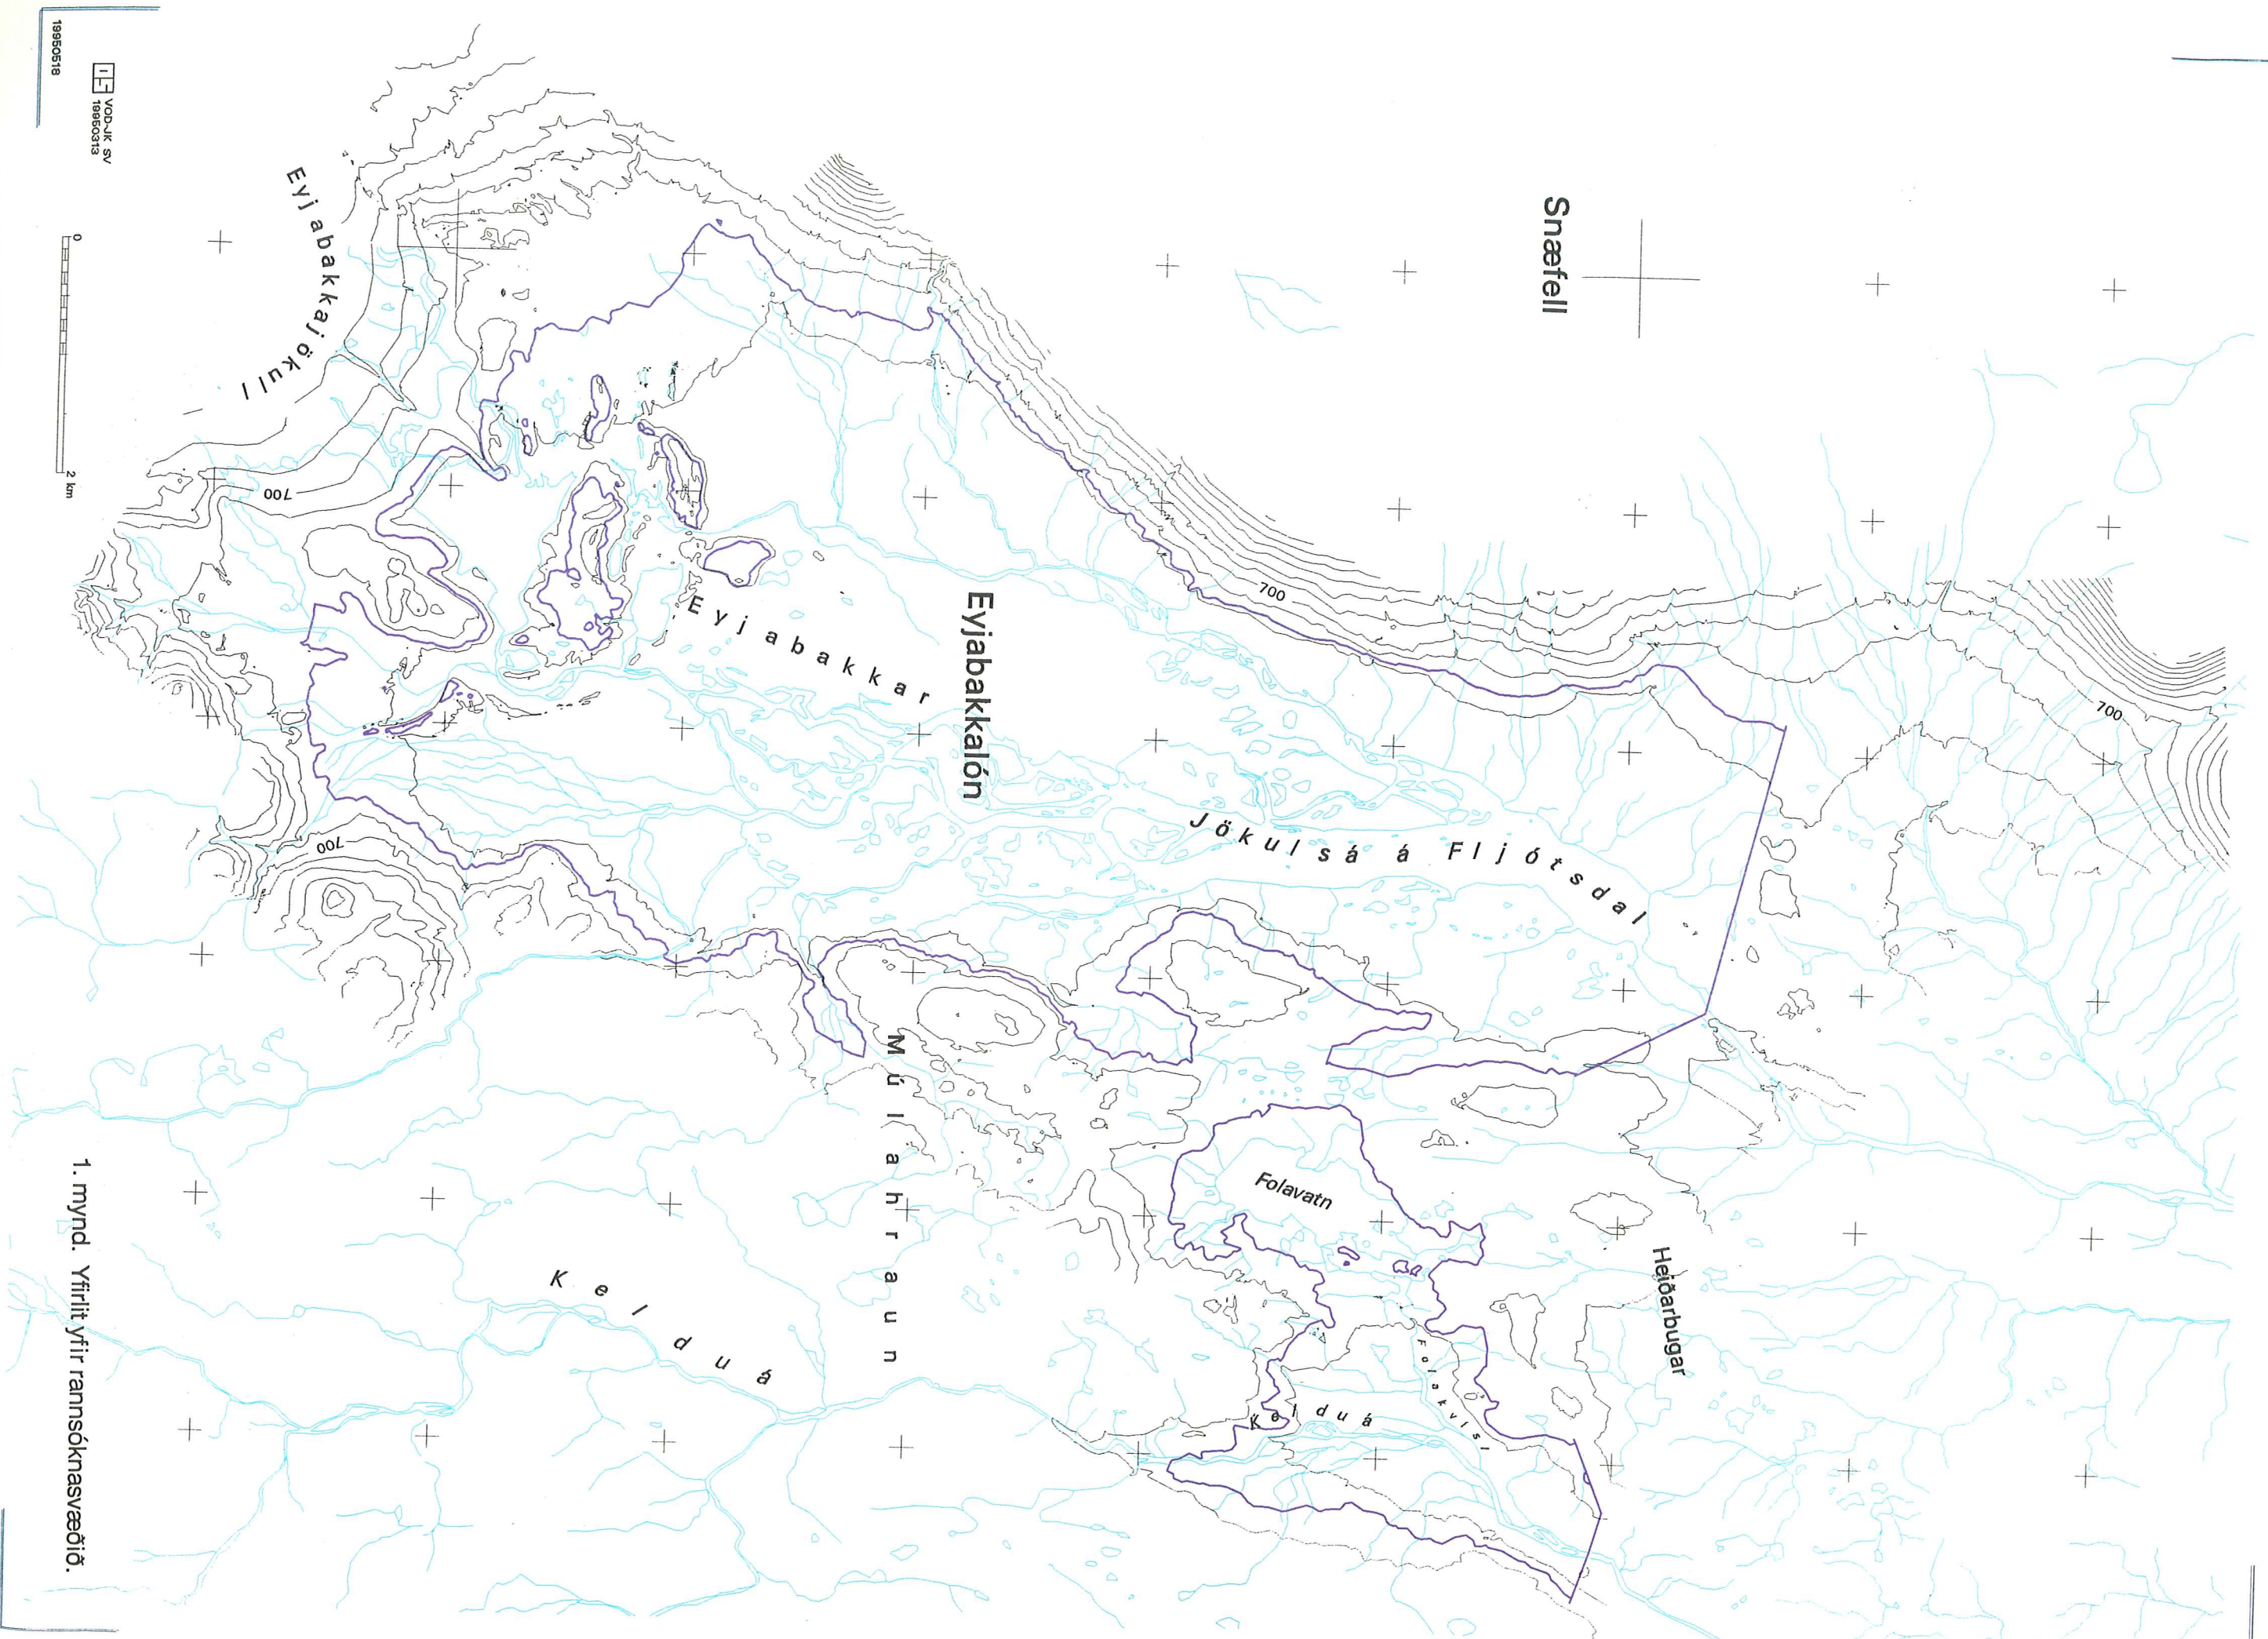 Snæfell
700
700
Heiðarbugar
Eyjabakkalón
Eyjabakkar
Jökulsá á Fljótsdal
Folavatn
Folakvísl
Kelduá
Múlahraun
Kelduá
Eyjabakkajökull
700
700
VOD-JK SV
19950313
19950518
0
2 km
1. mynd. Yfirlit yfir rannsóknasvæðið.